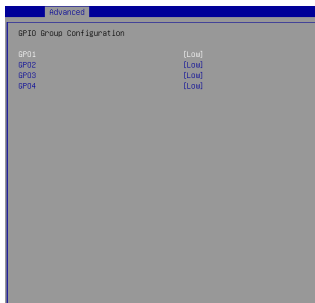 Advanced
GPIO Group Configuration
GPO1 [Low]
GPO2 [Low]
GPO3 [Low]
GPO4 [Low]